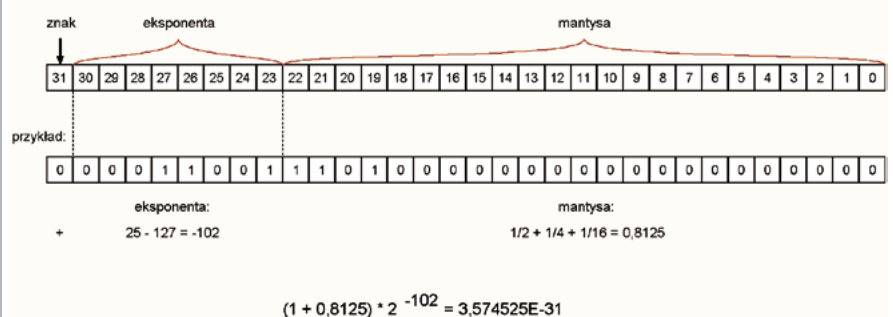 znak eksponenta mantysa
31 30 29 28 27 26 25 24 23 22 21 20 19 18 17 16 15 14 13 12 11 10 9 8 7 6 5 4 3 2 1 0
przykład:
0 0 0 0 1 1 0 0 1 1 1 0 1 0 0 0 0 0 0 0 0 0 0 0 0 0 0 0 0 0 0 0
eksponenta: mantysa:
+ 25 - 127 = -102 1/2 + 1/4 + 1/16 = 0,8125
(1 + 0,8125) * 2 -102 = 3,574525E-31